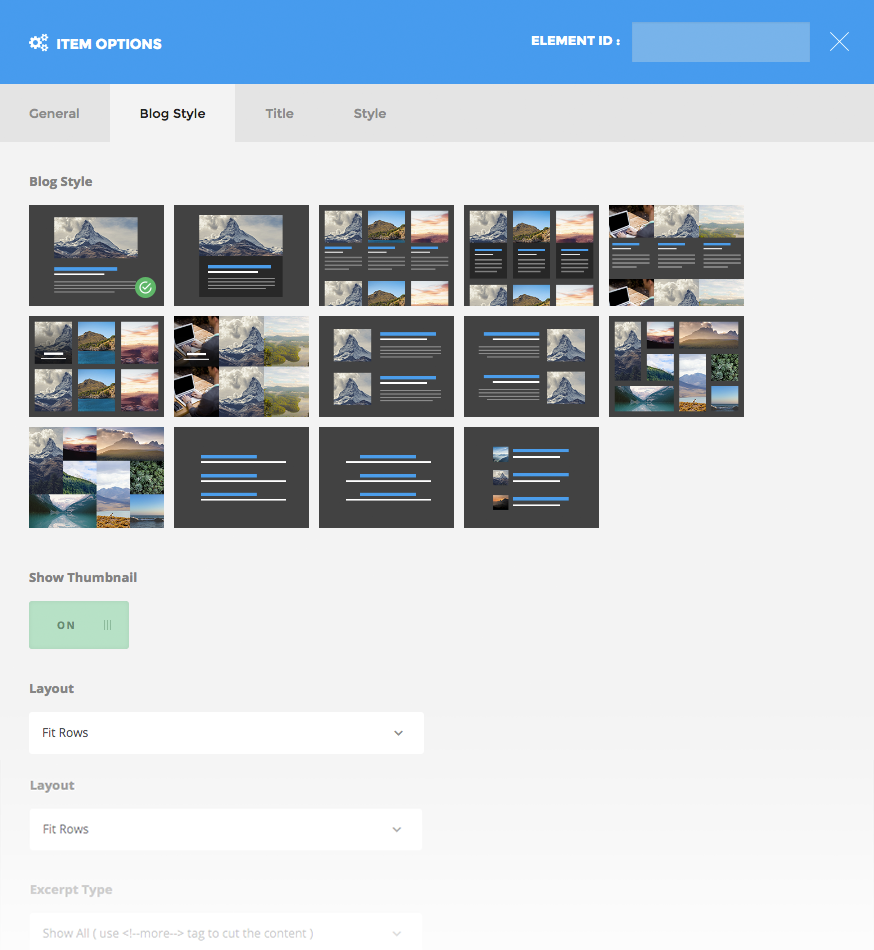 ITEM OPTIONS
ELEMENT ID :
General
Blog Style
Title
Style
Blog Style
Show Thumbnail
ON
Layout
Fit Rows
Layout
Fit Rows
Excerpt Type
Show All ( use <!--more--> tag to cut the content )